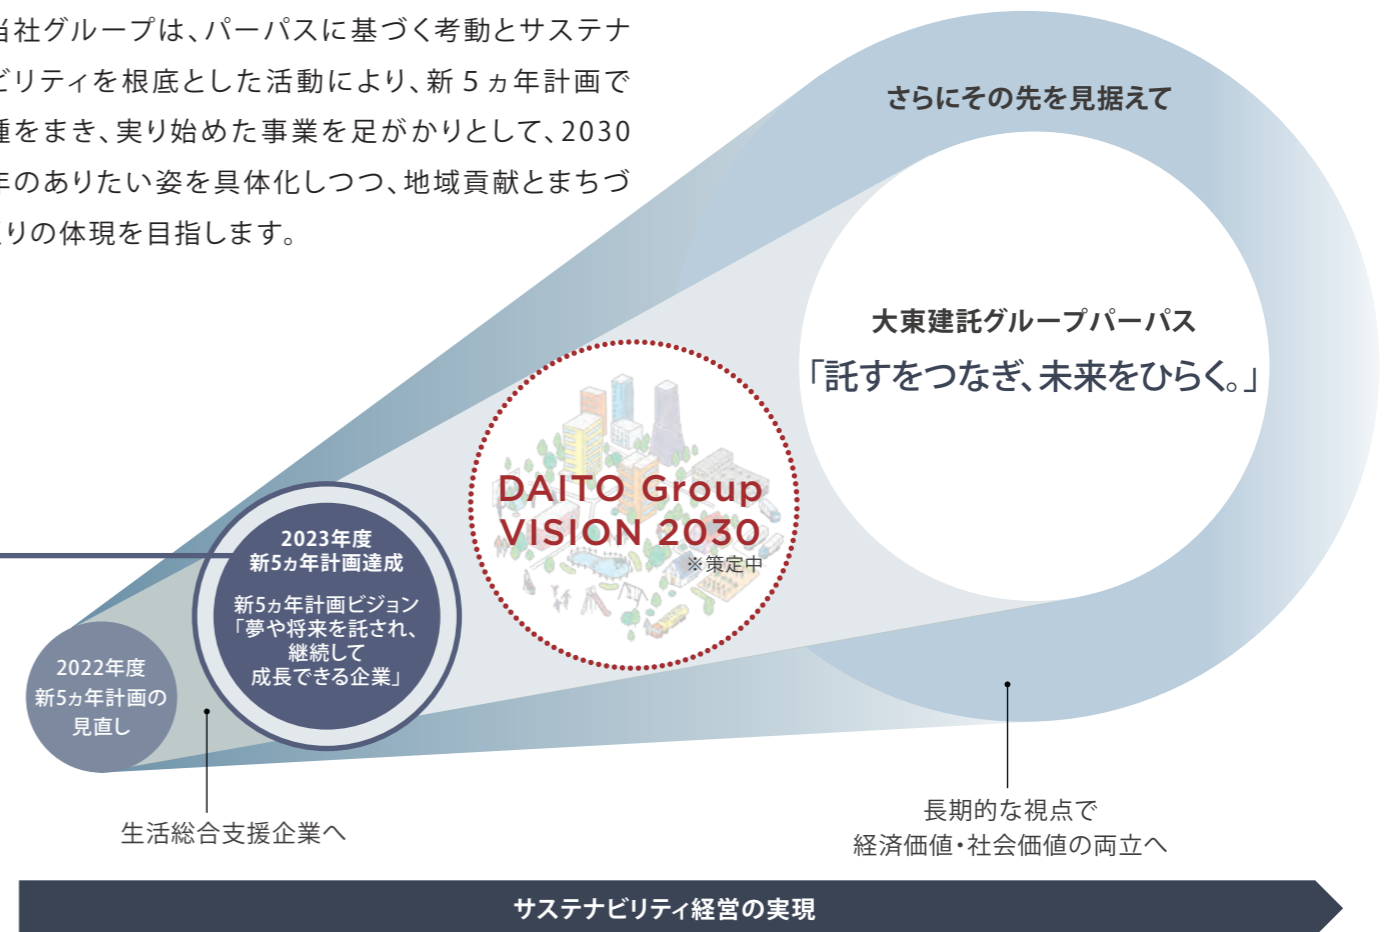 当社グループは、パーパスに基づく考動とサステナ
ビリティを根底とした活動により、新５ヵ年計画で
種をまき、実り始めた事業を足がかりとして、2030
年のありたい姿を具体化しつつ、地域貢献とまちづ
くりの体現を目指します。
さらにその先を見据えて
大東建託グループパーパス
「託すをつなぎ、未来をひらく。」
DAITO Group
VISION 2030
※策定中
2023年度
新5ヵ年計画達成
新5ヵ年計画ビジョン
「夢や将来を託され、
継続して
成長できる企業」
2022年度
新5ヵ年計画の
見直し
生活総合支援企業へ
長期的な視点で
経済価値・社会価値の両立へ
サステナビリティ経営の実現